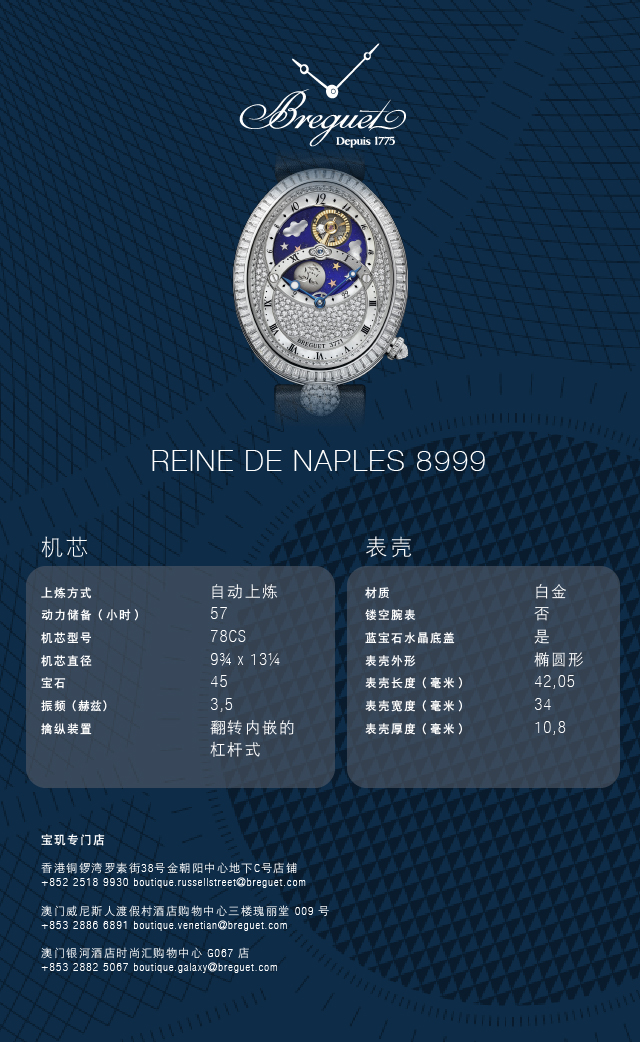 Breguet
Depuis 1775
12
BREGUET 3771
REINE DE NAPLES 8999
机芯
上炼方式 自动上炼
动力储备（小时） 57
机芯型号 78CS
机芯直径 9¾ x 13¼
宝石 45
振频（赫兹） 3,5
擒纵装置 翻转内嵌的
杠杆式
表壳
材质 白金
镂空腕表 否
蓝宝石水晶底盖 是
表壳外形 椭圆形
表壳长度（毫米） 42,05
表壳宽度（毫米） 34
表壳厚度（毫米） 10,8
宝玑专门店
香港铜锣湾罗素街38号金朝阳中心地下C号店铺
+852 2518 9930 boutique.russellstreet@breguet.com
澳门威尼斯人渡假村酒店购物中心三楼瑰丽堂 009 号
+853 2886 6891 boutique.venetian@breguet.com
澳门银河酒店时尚汇购物中心 G067 店
+853 2882 5067 boutique.galaxy@breguet.com